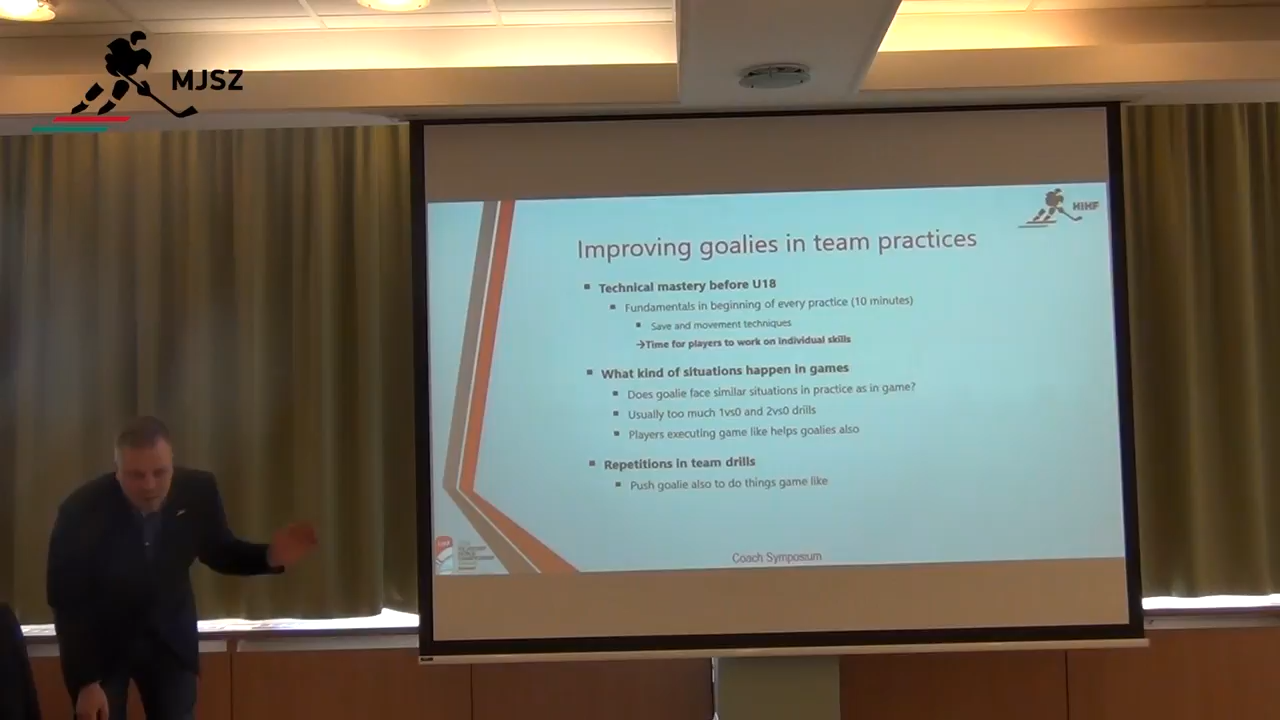 MJSZ
HIHF
Improving goalies in team practices
Technical mastery before U18
Fundamentals in beginning of every practice (10 minutes)
Save and movement techniques
→Time for players to work on individual skills
What kind of situations happen in games
Does goalie face similar situations in practice as in game?
Usually too much 1vs0 and 2vs0 drills
Players executing game like helps goalies also
Repetitions in team drills
Push goalie also to do things game like
Coach Symposium